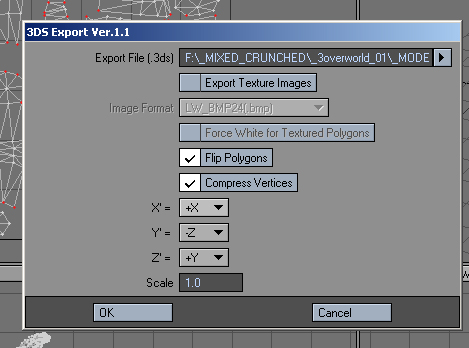 3DS Export Ver.1.1
Export File (.3ds) F:\_MIXED_CRUNCHED\_3overworld_01\_MODE
Export Texture Images
Image Format LW_BMP24(.bmp)
Force White for Textured Polygons
Flip Polygons
Compress Vertices
X' = +X
Y' = -Z
Z' = +Y
Scale 1.0
OK Cancel